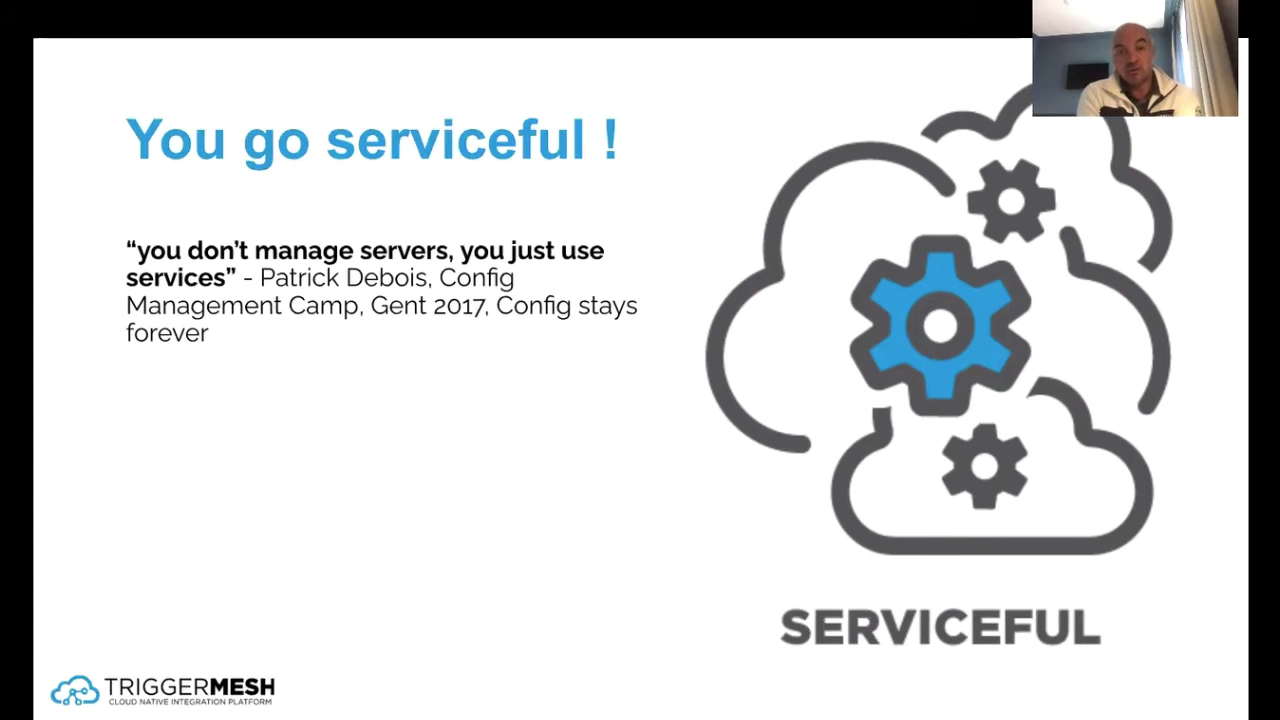 You go serviceful !
“you don’t manage servers, you just use
services” - Patrick Debois, Config
Management Camp, Gent 2017, Config stays
forever
SERVICEFUL
TRIGGERMESH
CLOUD NATIVE INTEGRATION PLATFORM